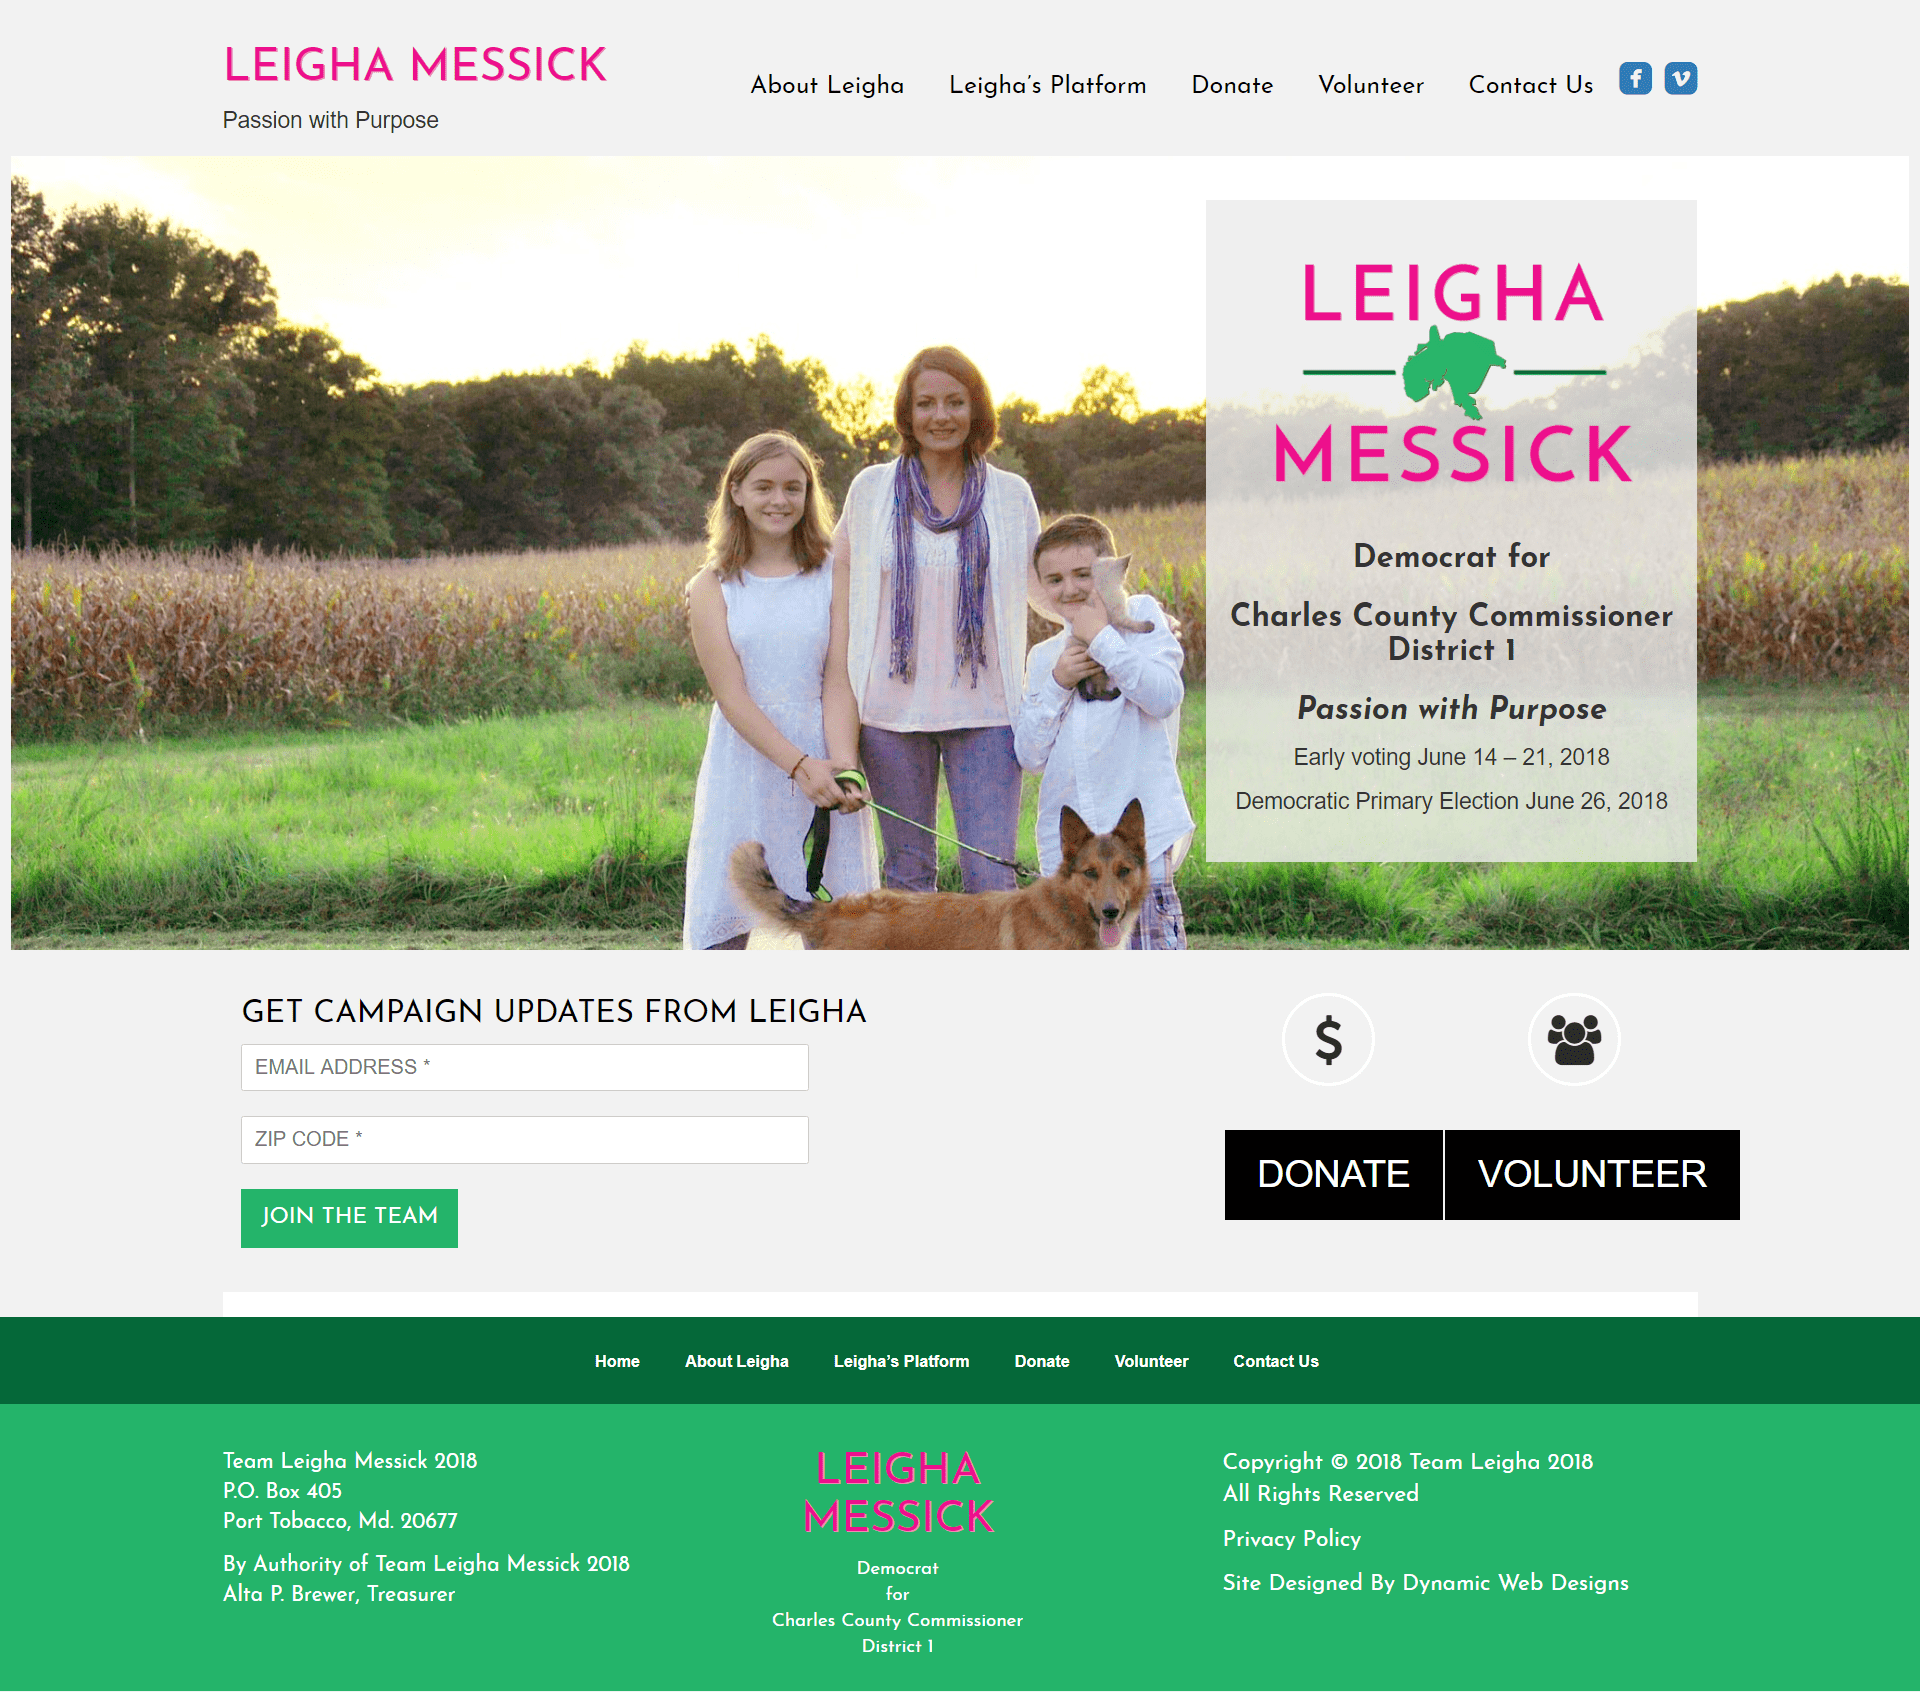 LEIGHA MESSICK
Passion with Purpose
About Leigha
Leigha's Platform
Donate
Volunteer
Contact Us
LEIGHA
MESSICK
Democrat for
Charles County Commissioner
District 1
Passion with Purpose
Early voting June 14 – 21, 2018
Democratic Primary Election June 26, 2018
GET CAMPAIGN UPDATES FROM LEIGHA
EMAIL ADDRESS *
ZIP CODE *
JOIN THE TEAM
DONATE
VOLUNTEER
Home
About Leigha
Leigha's Platform
Donate
Volunteer
Contact Us
Team Leigha Messick 2018
P.O. Box 405
Port Tobacco, Md. 20677
By Authority of Team Leigha Messick 2018
Alta P. Brewer, Treasurer
LEIGHA
MESSICK
Democrat
for
Charles County Commissioner
District 1
Copyright © 2018 Team Leigha 2018
All Rights Reserved
Privacy Policy
Site Designed By Dynamic Web Designs